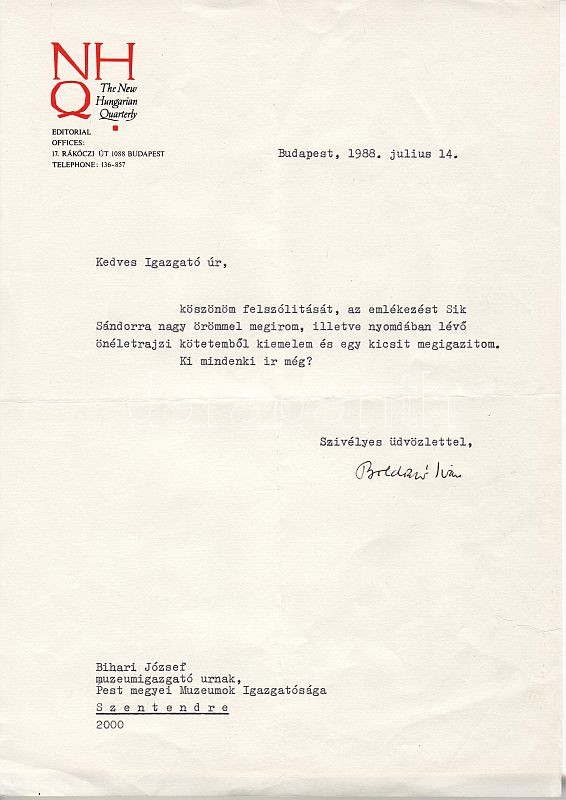 NH
Q The New
Hungarian
Quarterly
EDITORIAL
OFFICES:
17. RÁKÓCZI ÚT 1088 BUDAPEST
TELEPHONE: 136-857
Budapest, 1988. julius 14.
Kedves Igazgató úr,
köszönöm felszólitását, az emlékezést Sik
Sándorra nagy örömmel megirom, illetve nyomdában lévő
önéletrajzi kötetemből kiemelem és egy kicsit megigazitom.
Ki mindenki ir még?
Szivélyes üdvözlettel,
Boldizsár Iván
Bihari József
muzeumigazgató urnak,
Pest megyei Muzeumok Igazgatósága
S z e n t e n d r e
2000